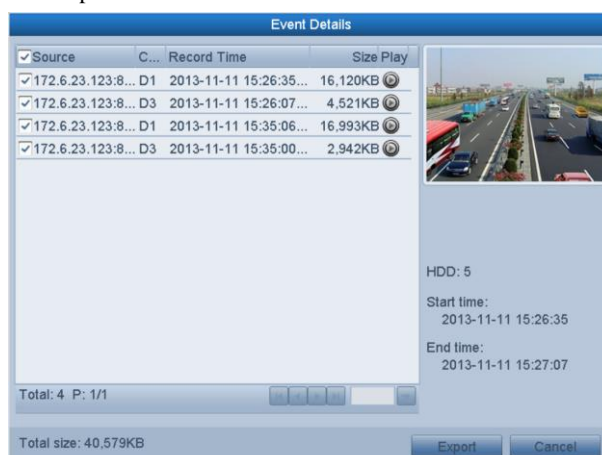 Event Details
Source C... Record Time Size Play
172.6.23.123:8... D1 2013-11-11 15:26:35... 16,120KB
172.6.23.123:8... D3 2013-11-11 15:26:07... 4,521KB
172.6.23.123:8... D1 2013-11-11 15:35:06... 16,993KB
172.6.23.123:8... D3 2013-11-11 15:35:00... 2,942KB
HDD: 5
Start time:
2013-11-11 15:26:35
End time:
2013-11-11 15:27:07
Total: 4 P: 1/1
Total size: 40,579KB
Export Cancel